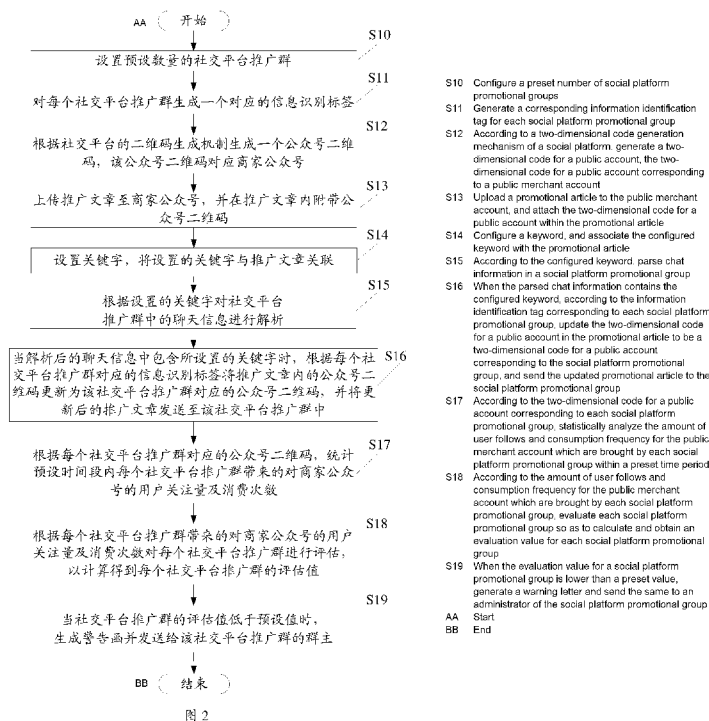 AA 开始
S10
设置预设数量的社交平台推广群
S11
对每个社交平台推广群生成一个对应的信息识别标签
S12
根据社交平台的二维码生成机制生成一个公众号二维
码，该公众号二维码对应商家公众号
S13
上传推广文章至商家公众号，并在推广文章内附带公
众号二维码
S14
设置关键字，将设置的关键字与推广文章关联
S15
根据设置的关键字对社交平台
推广群中的聊天信息进行解析
S16
当解析后的聊天信息中包含所设置的关键字时，根据每个社
交平台推广群对应的信息识别标签将推广文章内的公众号二
维码更新为该社交平台推广群对应的公众号二维码，并将更
新后的推广文章发送至该社交平台推广群中
S17
根据每个社交平台推广群对应的公众号二维码，统计
预设时间段内每个社交平台推广群带来的对商家公众
号的用户关注量及消费次数
S18
根据每个社交平台推广群带来的对商家公众号的用户
关注量及消费次数对每个社交平台推广群进行评估，
以计算得到每个社交平台推广群的评估值
S19
当社交平台推广群的评估值低于预设值时，
生成警告函并发送给该社交平台推广群的群主
BB 结束
图 2
S10 Configure a preset number of social platform
promotional groups
S11 Generate a corresponding information identification
tag for each social platform promotional group
S12 According to a two-dimensional code generation
mechanism of a social platform, generate a two-
dimensional code for a public account, the two-
dimensional code for a public account corresponding
to a public merchant account
S13 Upload a promotional article to the public merchant
account, and attach the two-dimensional code for a
public account within the promotional article
S14 Configure a keyword, and associate the configured
keyword with the promotional article
S15 According to the configured keyword, parse chat
information in a social platform promotional group
S16 When the parsed chat information contains the
configured keyword, according to the information
identification tag corresponding to each social platform
promotional group, update the two-dimensional code
for a public account in the promotional article to be a
two-dimensional code for a public account
corresponding to the social platform promotional
group, and send the updated promotional article to the
social platform promotional group
S17 According to the two-dimensional code for a public
account corresponding to each social platform
promotional group, statistically analyze the amount of
user follows and consumption frequency for the public
merchant account which are brought by each social
platform promotional group within a preset time period
S18 According to the amount of user follows and
consumption frequency for the public merchant
account which are brought by each social platform
promotional group, evaluate each social platform
promotional group so as to calculate and obtain an
evaluation value for each social platform promotional
group
S19 When the evaluation value for a social platform
promotional group is lower than a preset value,
generate a warning letter and send the same to an
administrator of the social platform promotional group
AA Start
BB End